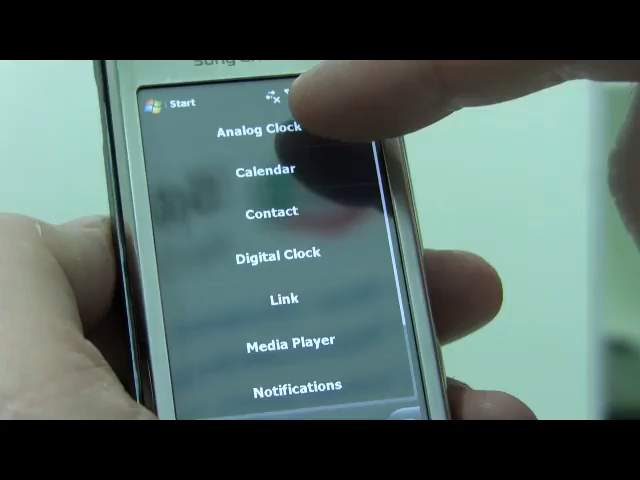 Start
Analog Clock
Calendar
Contact
Digital Clock
Link
Media Player
Notifications